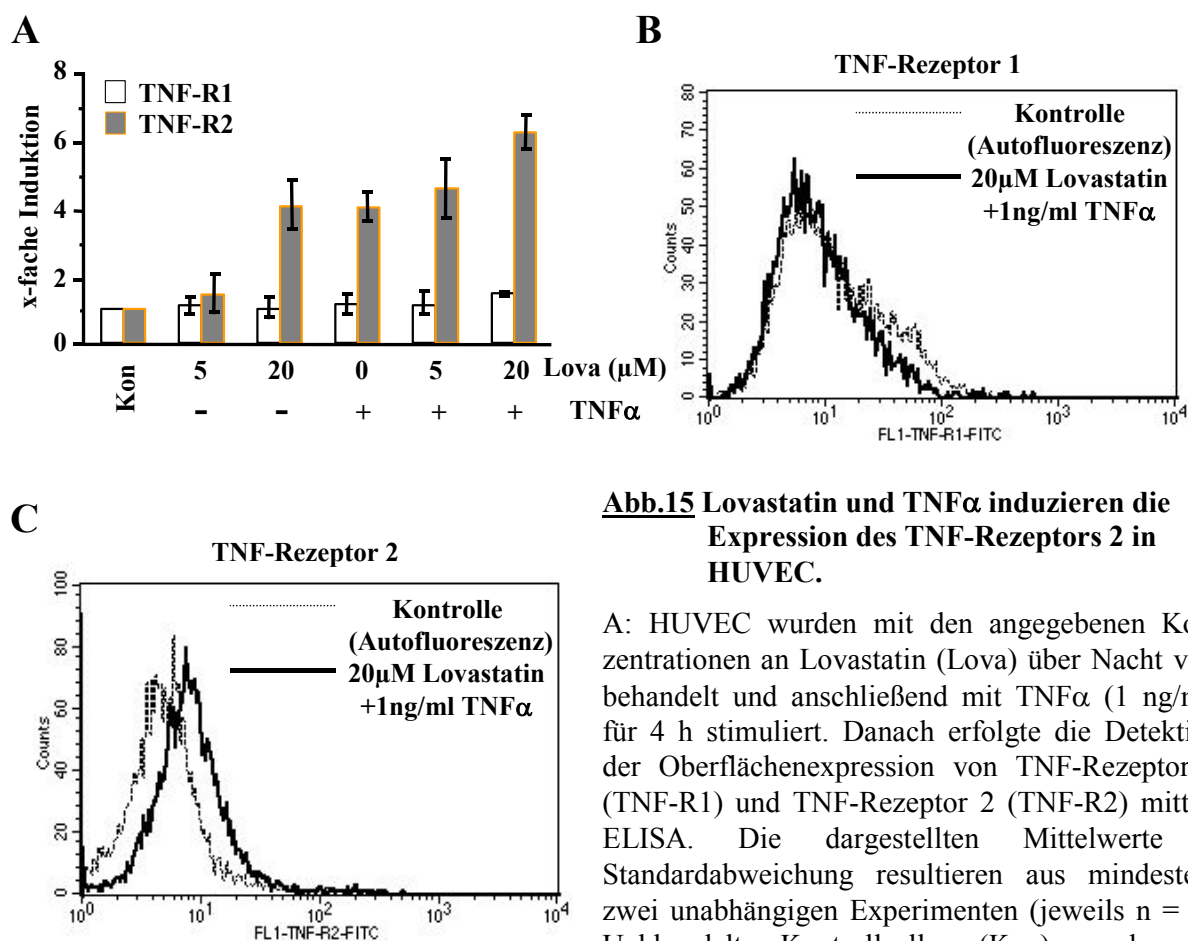 A
8
6
4
2
0
x-fache Induktion
TNF-R1
TNF-R2
Kon 5 20 0 5 20 Lova (µM)
- - + + + TNFα
B
TNF-Rezeptor 1
Kontrolle
(Autofluoreszenz)
20µM Lovastatin
+1ng/ml TNFα
Counts
80
70
60
50
40
30
20
10
0
10⁰ 10¹ 10² 10³ 10⁴
FL1-TNF-R1-FITC
C
TNF-Rezeptor 2
Kontrolle
(Autofluoreszenz)
20µM Lovastatin
+1ng/ml TNFα
Counts
100
80
60
40
20
0
10⁰ 10¹ 10² 10³ 10⁴
FL1-TNF-R2-FITC
Abb.15 Lovastatin und TNFα induzieren die
Expression des TNF-Rezeptors 2 in
HUVEC.
A: HUVEC wurden mit den angegebenen Ko
zentrationen an Lovastatin (Lova) über Nacht v
behandelt und anschließend mit TNFα (1 ng/
für 4 h stimuliert. Danach erfolgte die Detekti
der Oberflächenexpression von TNF-Rezeptor
(TNF-R1) und TNF-Rezeptor 2 (TNF-R2) mitt
ELISA. Die dargestellten Mittelwerte
Standardabweichung resultieren aus mindeste
zwei unabhängigen Experimenten (jeweils n =